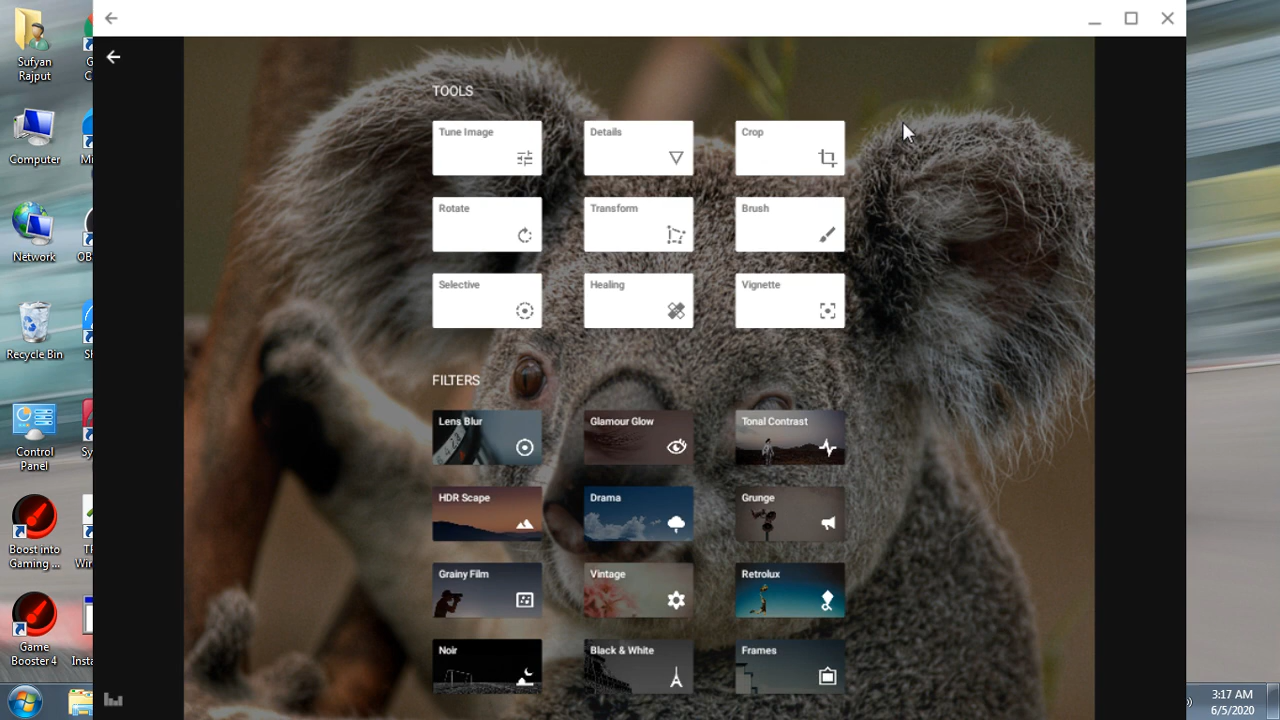 Sufyan
Rajput
Computer
Network
Recycle Bin
Control
Panel
Boost into
Gaming ...
Game
Booster 4
TOOLS
Tune Image
Details
Crop
Rotate
Transform
Brush
Selective
Healing
Vignette
FILTERS
Lens Blur
Glamour Glow
Tonal Contrast
HDR Scape
Drama
Grunge
Grainy Film
Vintage
Retrolux
Noir
Black & White
Frames
3:17 AM
6/5/2020